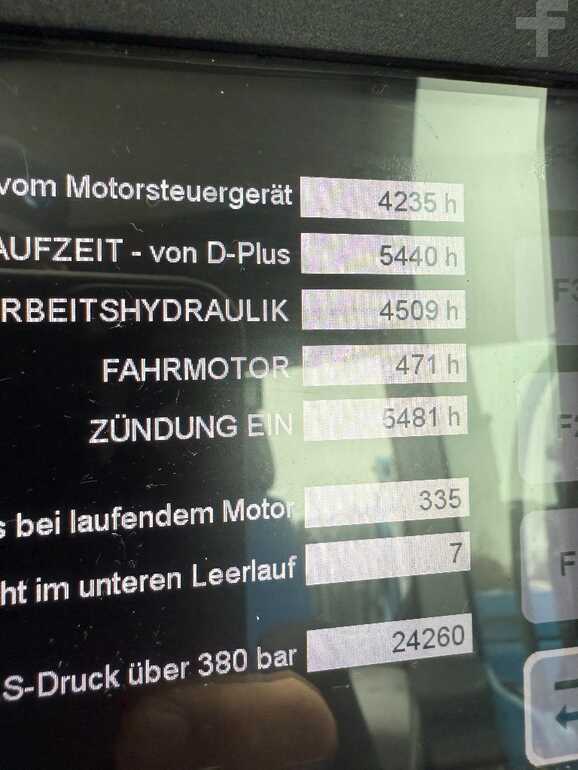 vom Motorsteuergerät 4235 h
AUFZEIT - von D-Plus 5440 h
RBEITSHYDRAULIK 4509 h
FAHRMOTOR 471 h
ZÜNDUNG EIN 5481 h
s bei laufendem Motor 335
ht im unteren Leerlauf 7
S-Druck über 380 bar 24260